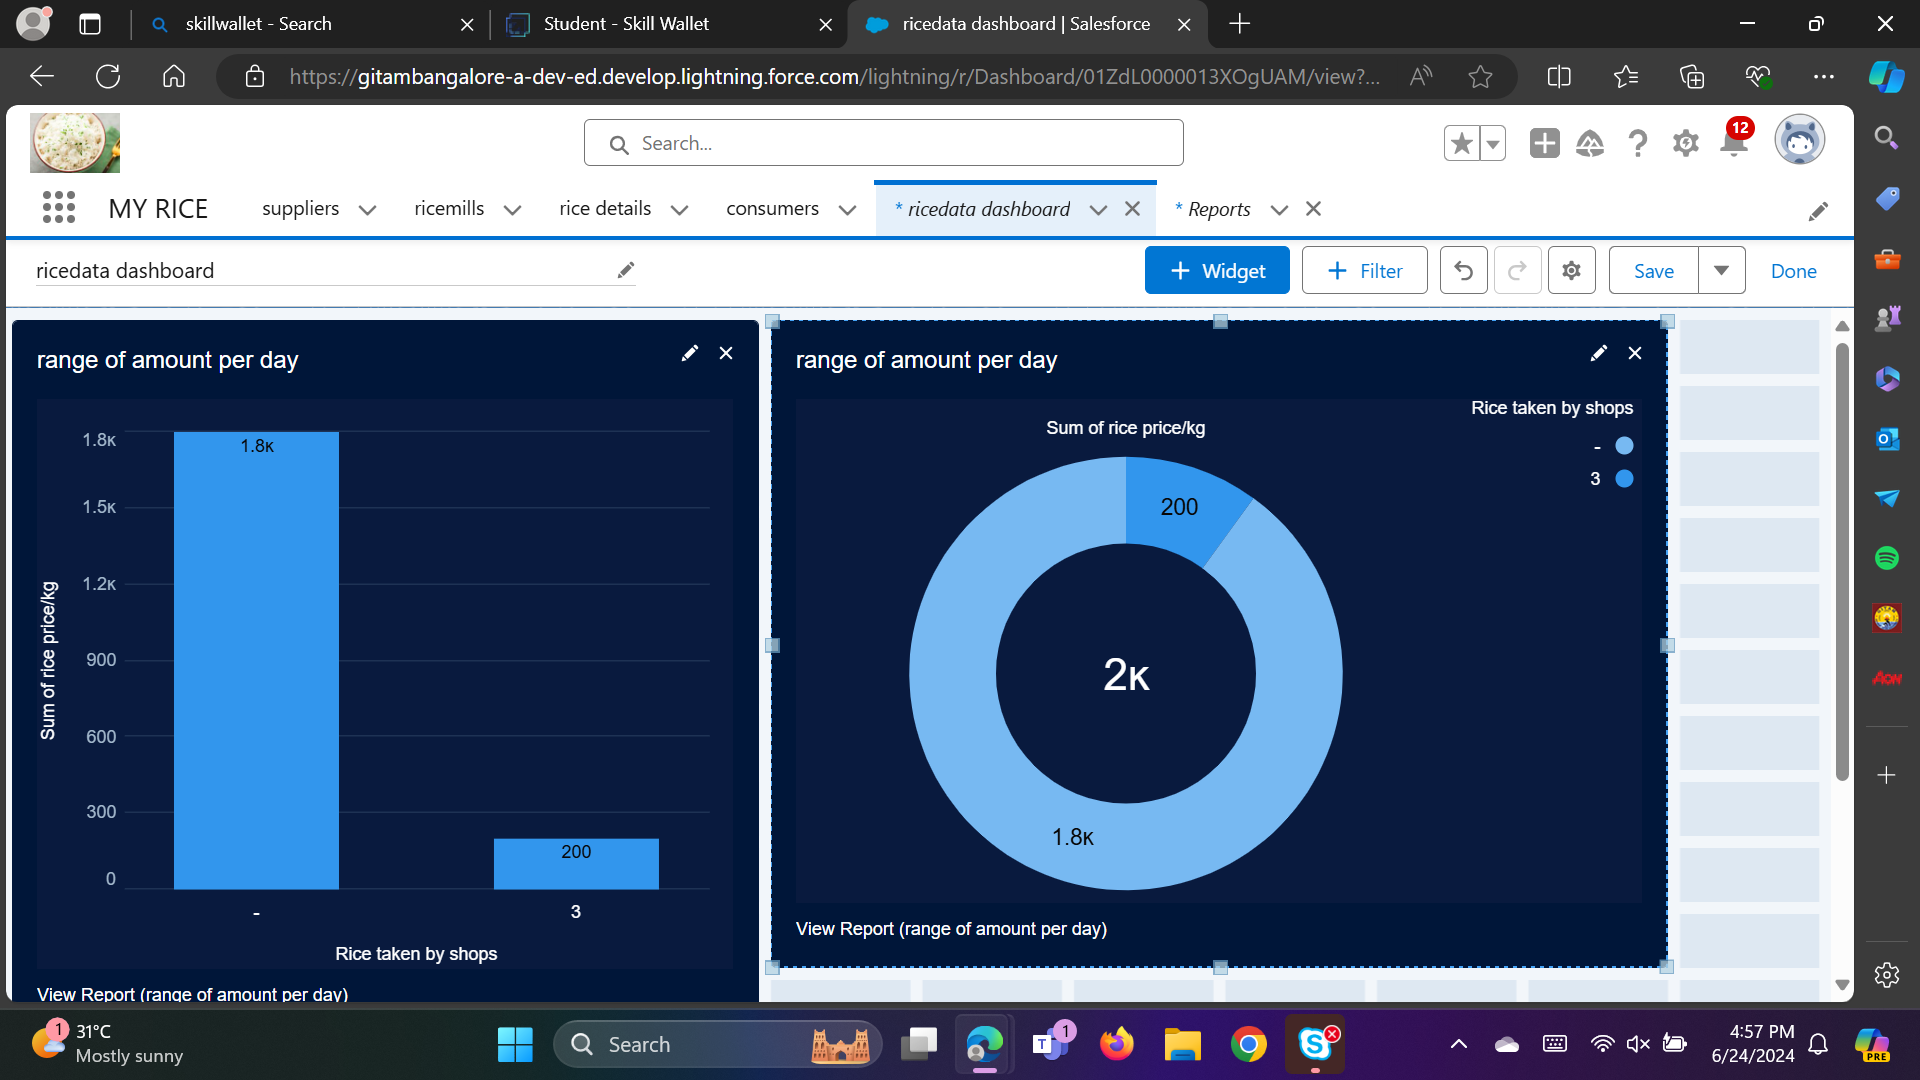 skillwallet - Search
Student - Skill Wallet
ricedata dashboard | Salesforce
https://gitambangalore-a-dev-ed.develop.lightning.force.com/lightning/r/Dashboard/01ZdL0000013XOgUAM/view?...
Search...
12
MY RICE
suppliers
ricemills
rice details
consumers
* ricedata dashboard
* Reports
ricedata dashboard
+ Widget
+ Filter
Save
Done
range of amount per day
1.8K
1.5K
1.2K
900
600
300
0
1.8K
200
-
3
Sum of rice price/kg
Rice taken by shops
View Report (range of amount per day)
range of amount per day
Rice taken by shops
-
3
Sum of rice price/kg
200
2K
1.8K
View Report (range of amount per day)
AON
1
31°C
Mostly sunny
Search
T
1
4:57 PM
6/24/2024
PRE